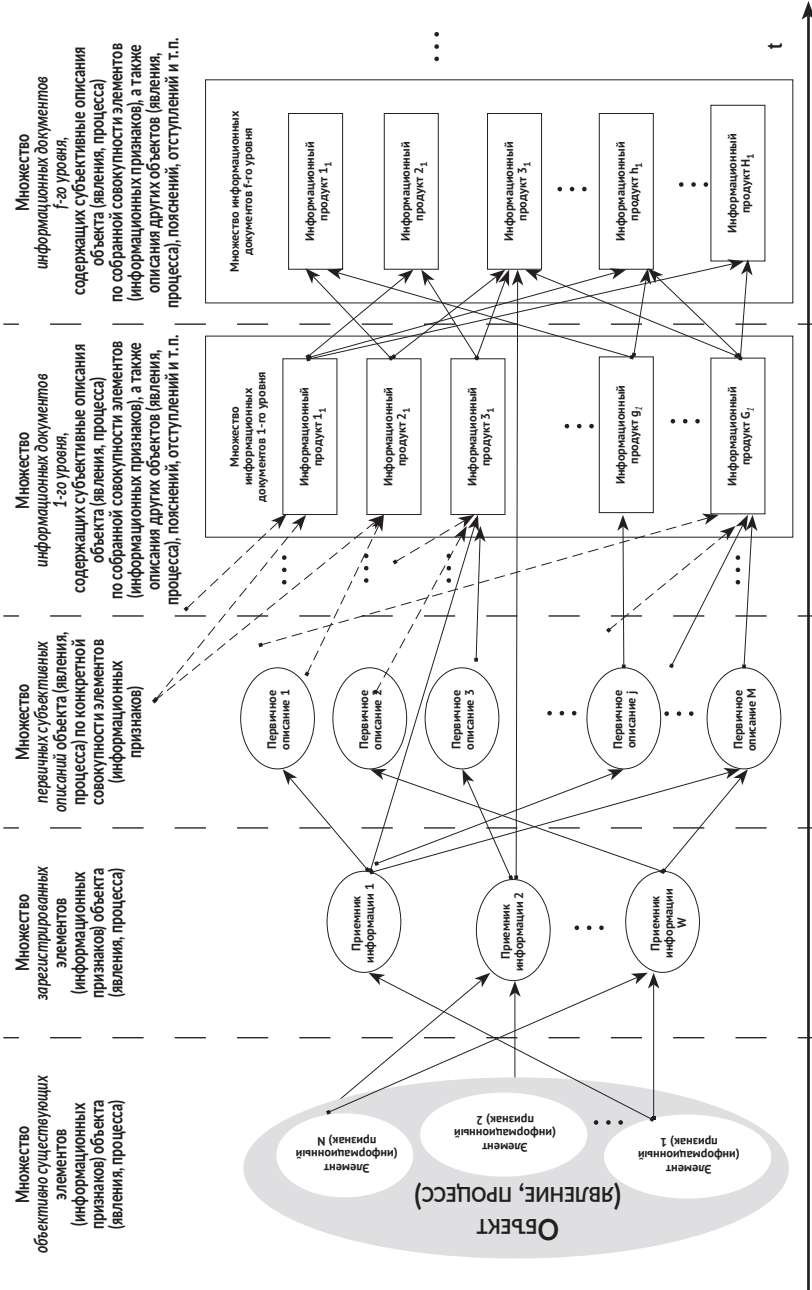 Множество
объективно существующих
элементов
(информационных
признаков) объекта
(явления, процесса)
Множество
зарегистрированных
элементов
(информационных
признаков) объекта
(явления, процесса)
Множество
первичных субъективных
описаний объекта (явления,
процесса) по конкретной
совокупности элементов
(информационных
признаков)
Множество
информационных документов
1-го уровня,
содержащих субъективные описания
объекта (явления, процесса)
по собранной совокупности элементов
(информационных признаков), а также
описания других объектов (явления,
процесса), пояснений, отступлений и т.п.
Множество
информационных документов
f-го уровня,
содержащих субъективные описания
объекта (явления, процесса)
по собранной совокупности элементов
(информационных признаков), а также
описания других объектов (явления,
процесса), пояснений, отступлений и т.п.
ОБЪЕКТ
(ЯВЛЕНИЕ, ПРОЦЕСС)
Элемент
(информационный
признак) N
Элемент
(информационный
признак) 2
...
Элемент
(информационный
признак) 1
Приемник
информации 1
Приемник
информации 2
...
Приемник
информации
W
Первичное
описание 1
Первичное
описание 2
Первичное
описание 3
...
Первичное
описание j
...
Первичное
описание М
Множество
информационных
документов 1-го уровня
Информационный
продукт 1₁
...
Информационный
продукт 2₁
...
Информационный
продукт 3₁
...
...
Информационный
продукт gₗ
...
Информационный
продукт Gₗ
...
Множество информационных
документов f-го уровня
Информационный
продукт 1₁
Информационный
продукт 2₁
Информационный
продукт 3₁
...
Информационный
продукт h₁
...
Информационный
продукт H₁
...
t